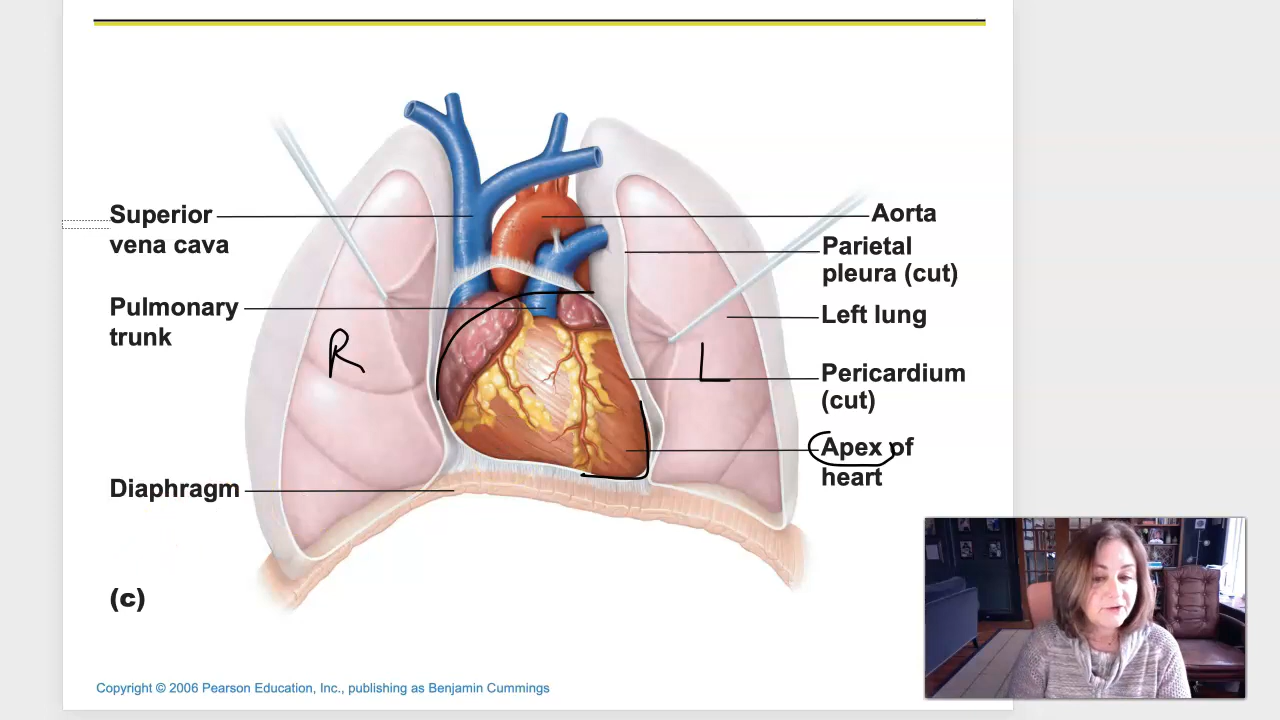 Superior
vena cava
Pulmonary
trunk
Diaphragm
(c)
R
L
Aorta
Parietal
pleura (cut)
Left lung
Pericardium
(cut)
Apex of
heart
Copyright © 2006 Pearson Education, Inc., publishing as Benjamin Cummings